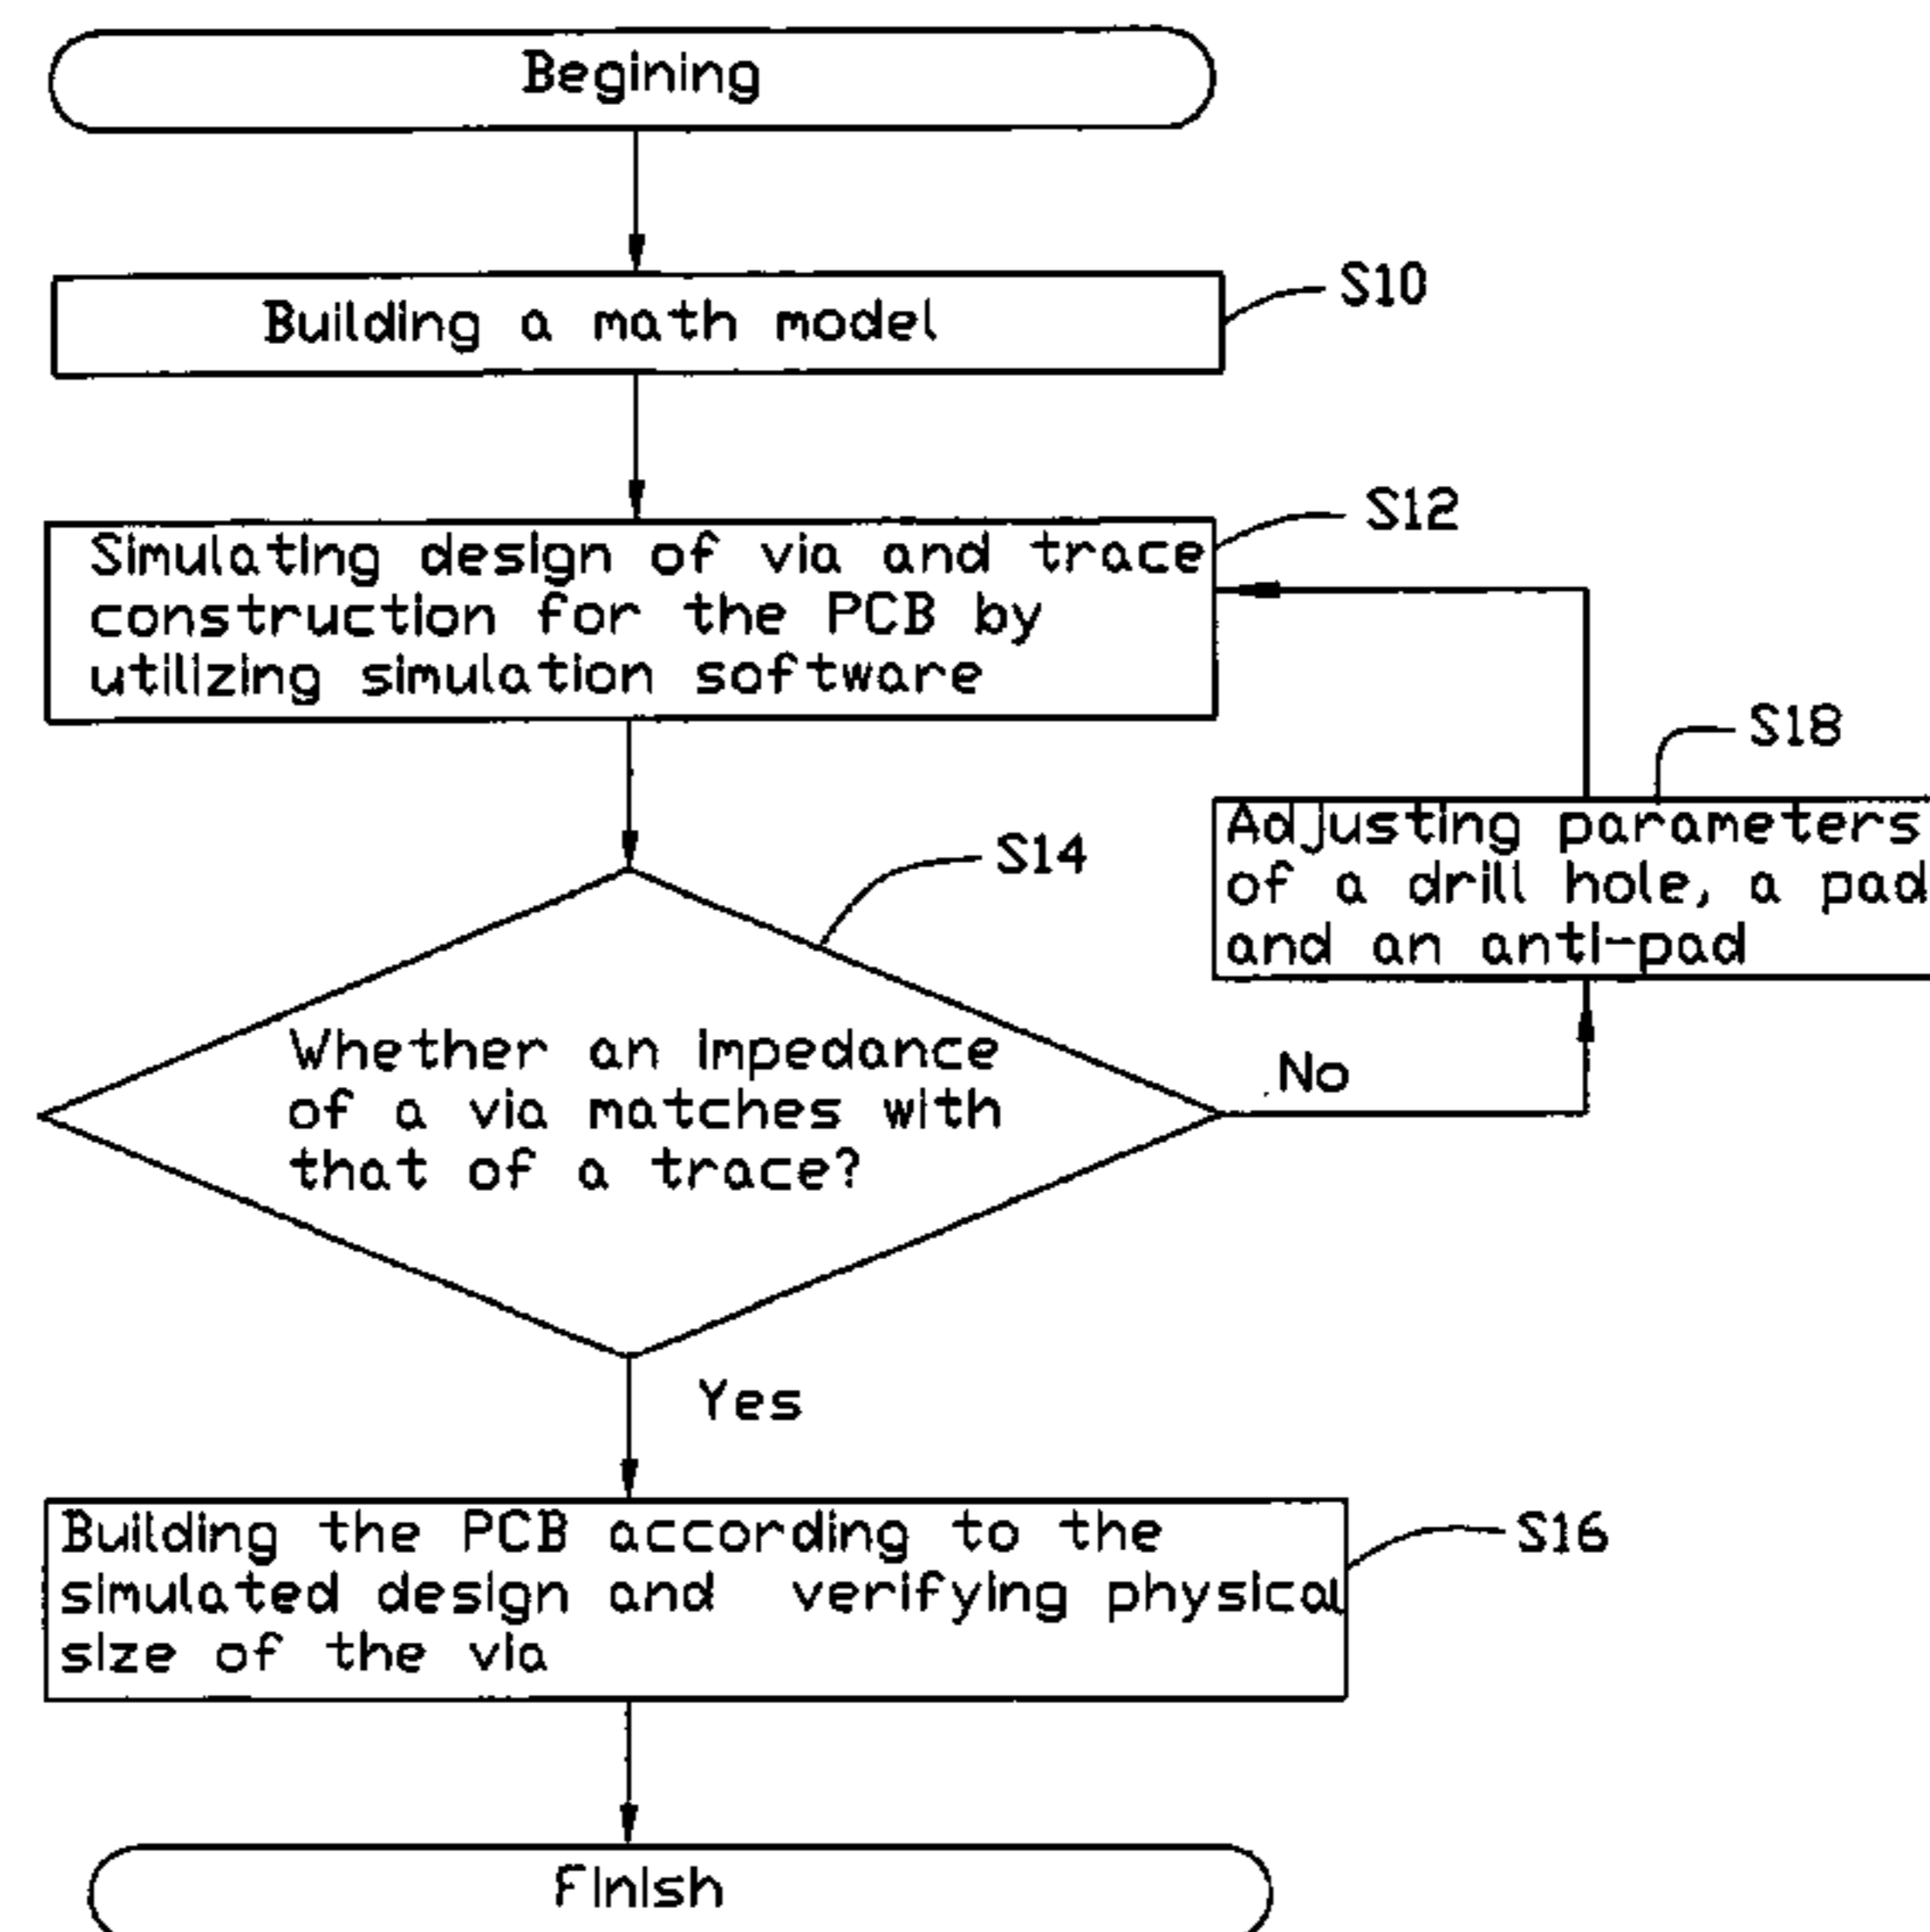 Begining
Building a math model
S10
S12
Simulating design of via and trace
construction for the PCB by
utilizing simulation software
S18
Adjusting parameters
of a drill hole, a pad
and an anti-pad
S14
Whether an impedance
of a via matches with
that of a trace?
No
Yes
Building the PCB according to the
simulated design and verifying physical
size of the via
S16
Finish